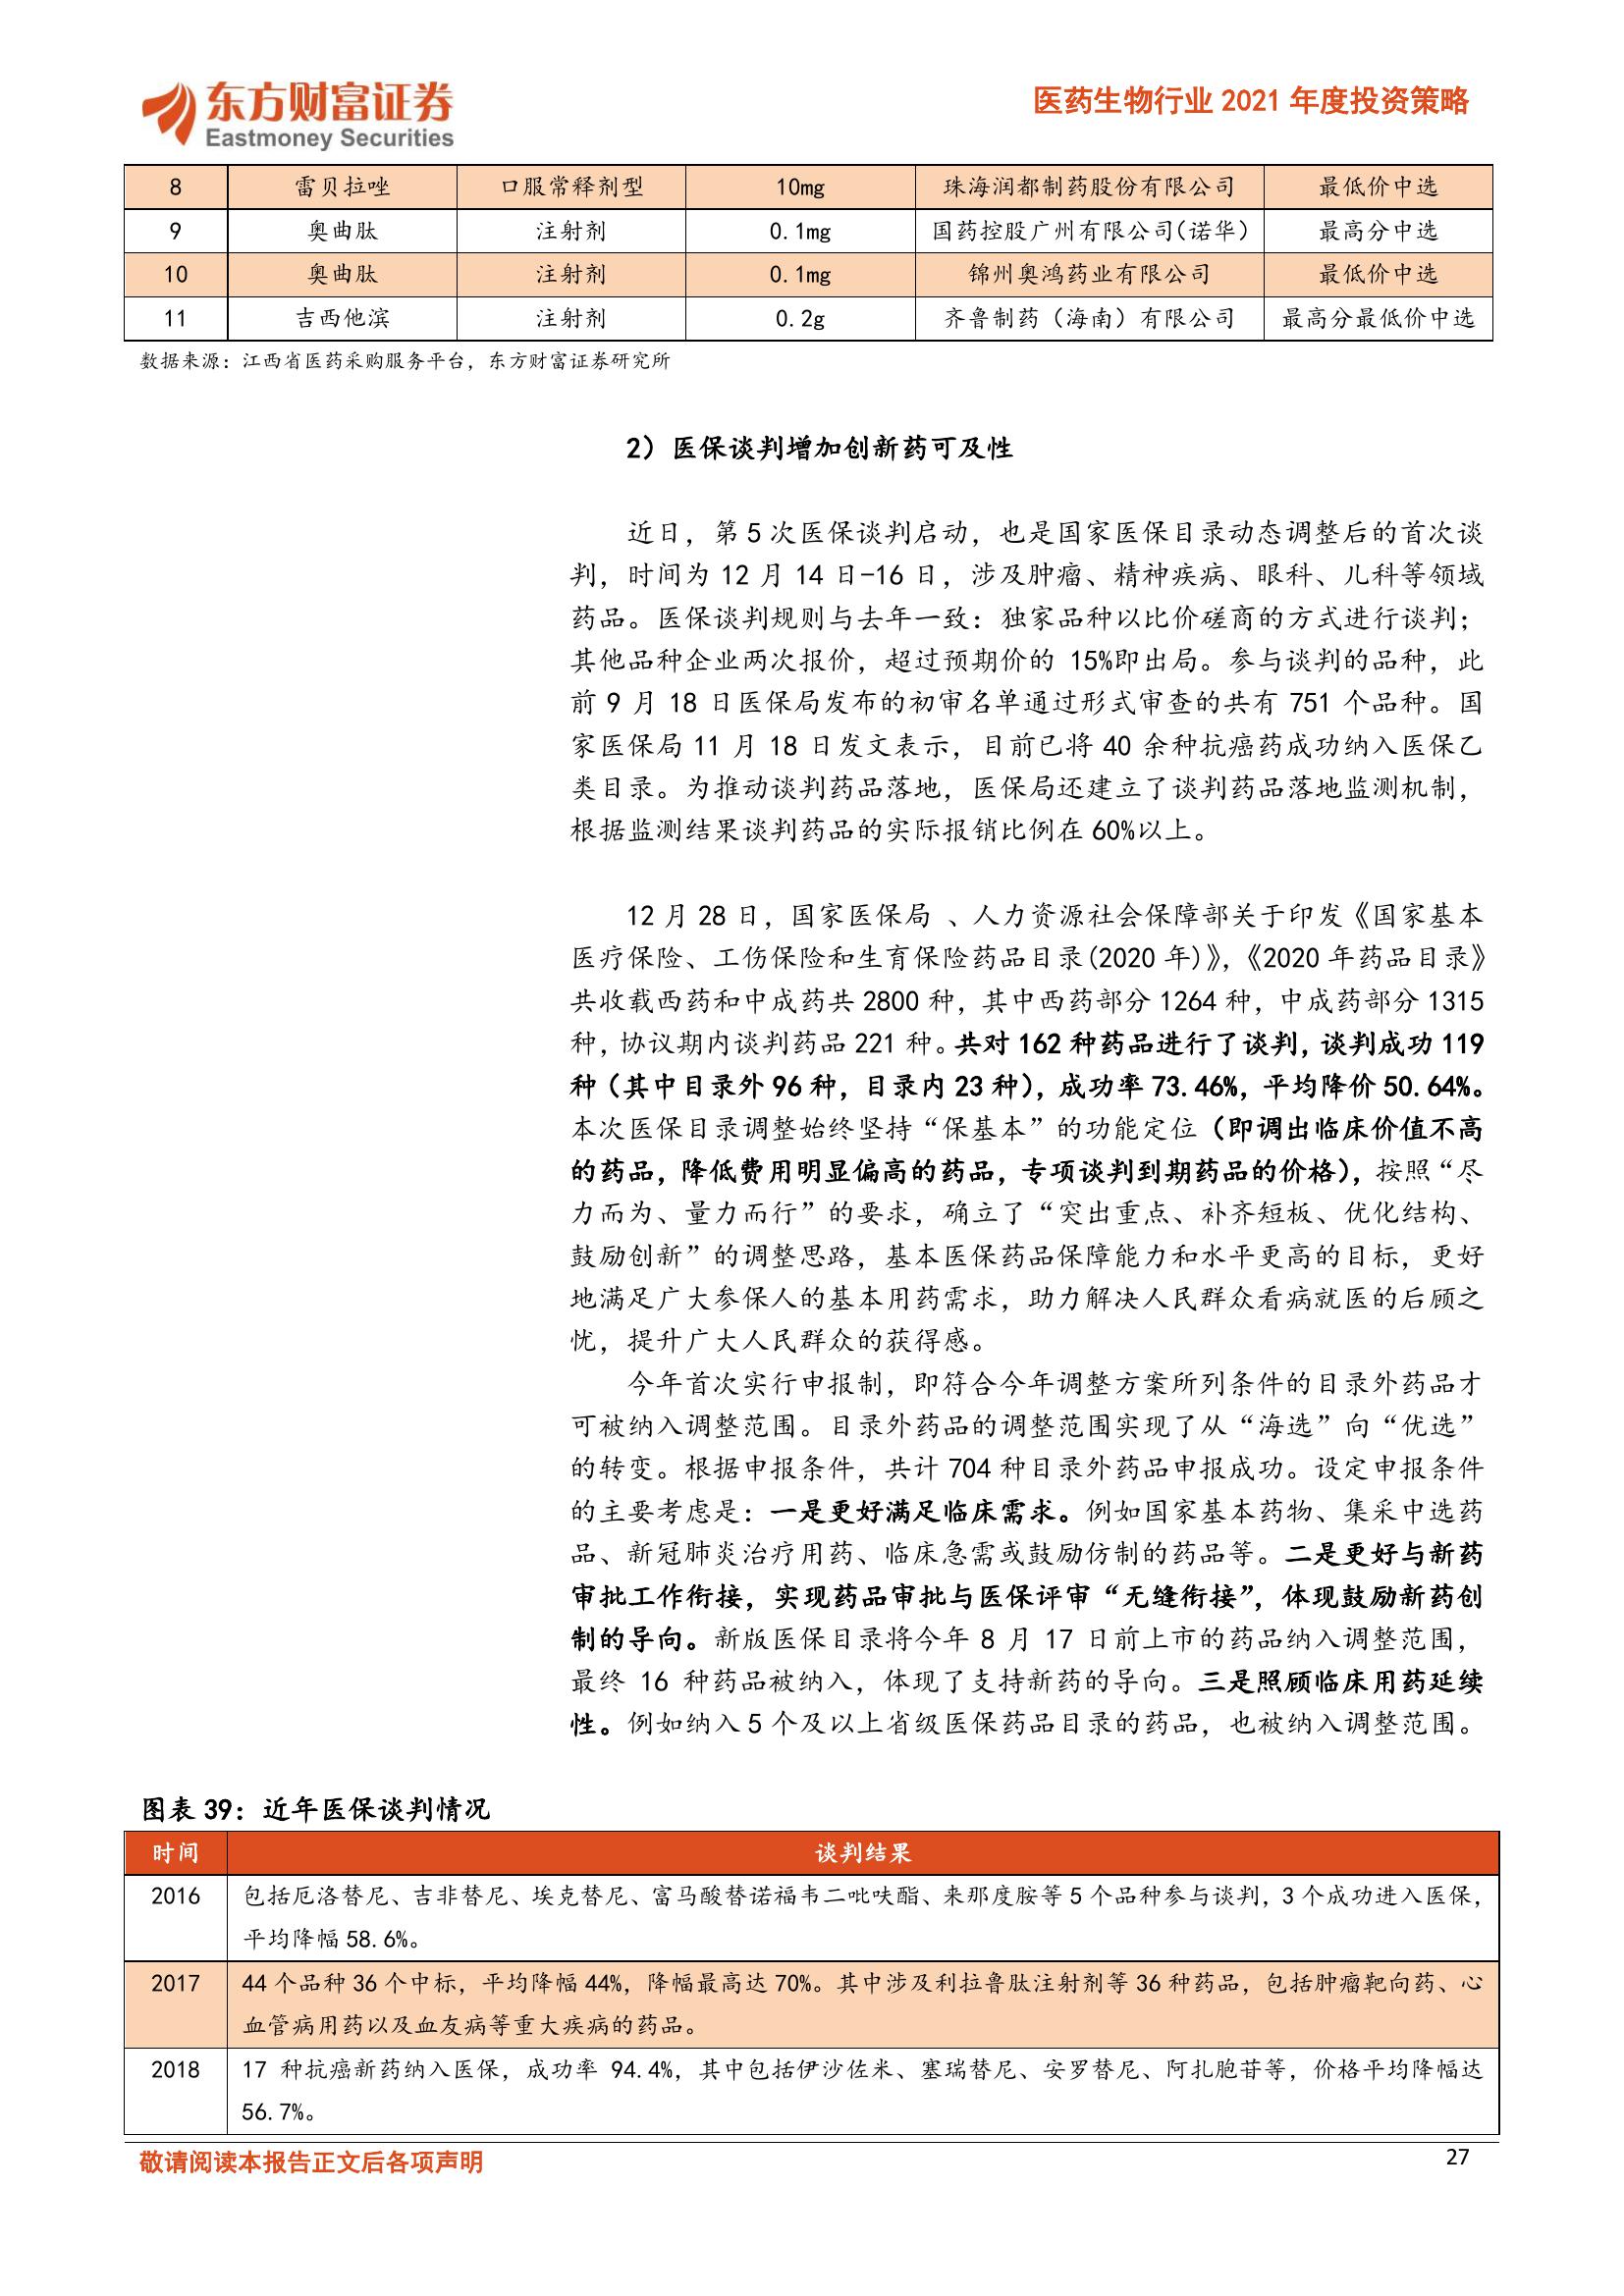 东方财富证券
Eastmoney Securities
医药生物行业 2021 年度投资策略
8 雷贝拉唑 口服常释剂型 10mg 珠海润都制药股份有限公司 最低价中选
9 奥曲肽 注射剂 0.1mg 国药控股广州有限公司(诺华) 最高分中选
10 奥曲肽 注射剂 0.1mg 锦州奥鸿药业有限公司 最低价中选
11 吉西他滨 注射剂 0.2g 齐鲁制药（海南）有限公司 最高分最低价中选
数据来源：江西省医药采购服务平台，东方财富证券研究所
2）医保谈判增加创新药可及性
近日，第 5 次医保谈判启动，也是国家医保目录动态调整后的首次谈
判，时间为 12 月 14 日-16 日，涉及肿瘤、精神疾病、眼科、儿科等领域
药品。医保谈判规则与去年一致：独家品种以比价磋商的方式进行谈判；
其他品种企业两次报价，超过预期价的 15%即出局。参与谈判的品种，此
前 9 月 18 日医保局发布的初审名单通过形式审查的共有 751 个品种。国
家医保局 11 月 18 日发文表示，目前已将 40 余种抗癌药成功纳入医保乙
类目录。为推动谈判药品落地，医保局还建立了谈判药品落地监测机制，
根据监测结果谈判药品的实际报销比例在 60%以上。
12 月 28 日，国家医保局 、人力资源社会保障部关于印发《国家基本
医疗保险、工伤保险和生育保险药品目录(2020 年)》，《2020 年药品目录》
共收载西药和中成药共 2800 种，其中西药部分 1264 种，中成药部分 1315
种，协议期内谈判药品 221 种。共对 162 种药品进行了谈判，谈判成功 119
种（其中目录外 96 种，目录内 23 种），成功率 73.46%，平均降价 50.64%。
本次医保目录调整始终坚持“保基本”的功能定位（即调出临床价值不高
的药品，降低费用明显偏高的药品，专项谈判到期药品的价格），按照“尽
力而为、量力而行”的要求，确立了“突出重点、补齐短板、优化结构、
鼓励创新”的调整思路，基本医保药品保障能力和水平更高的目标，更好
地满足广大参保人的基本用药需求，助力解决人民群众看病就医的后顾之
忧，提升广大人民群众的获得感。
今年首次实行申报制，即符合今年调整方案所列条件的目录外药品才
可被纳入调整范围。目录外药品的调整范围实现了从“海选”向“优选”
的转变。根据申报条件，共计 704 种目录外药品申报成功。设定申报条件
的主要考虑是：一是更好满足临床需求。例如国家基本药物、集采中选药
品、新冠肺炎治疗用药、临床急需或鼓励仿制的药品等。二是更好与新药
审批工作衔接，实现药品审批与医保评审“无缝衔接”，体现鼓励新药创
制的导向。新版医保目录将今年 8 月 17 日前上市的药品纳入调整范围，
最终 16 种药品被纳入，体现了支持新药的导向。三是照顾临床用药延续
性。例如纳入 5 个及以上省级医保药品目录的药品，也被纳入调整范围。
图表 39：近年医保谈判情况
时间 谈判结果
2016 包括厄洛替尼、吉非替尼、埃克替尼、富马酸替诺福韦二吡呋酯、来那度胺等 5 个品种参与谈判，3 个成功进入医保，
平均降幅 58.6%。
2017 44 个品种 36 个中标，平均降幅 44%，降幅最高达 70%。其中涉及利拉鲁肽注射剂等 36 种药品，包括肿瘤靶向药、心
血管病用药以及血友病等重大疾病的药品。
2018 17 种抗癌新药纳入医保，成功率 94.4%，其中包括伊沙佐米、塞瑞替尼、安罗替尼、阿扎胞苷等，价格平均降幅达
56.7%。
敬请阅读本报告正文后各项声明
27